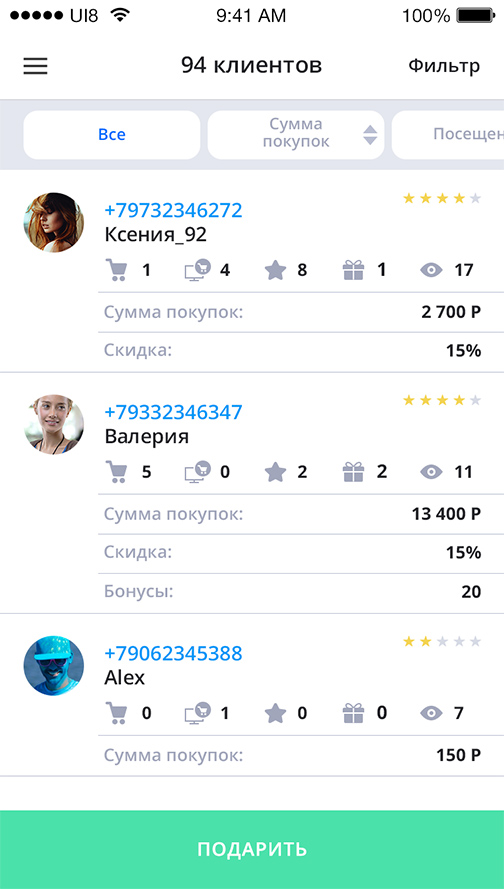 UI8 9:41 AM 100%
94 клиентов Фильтр
Все
Сумма
покупок
Посещен
+79732346272
Ксения_92
1 4 8 1 17
Сумма покупок: 2 700 Р
Скидка: 15%
+79332346347
Валерия
5 0 2 2 11
Сумма покупок: 13 400 Р
Скидка: 15%
Бонусы: 20
+79062345388
Alex
0 1 0 0 7
Сумма покупок: 150 Р
ПОДАРИТЬ